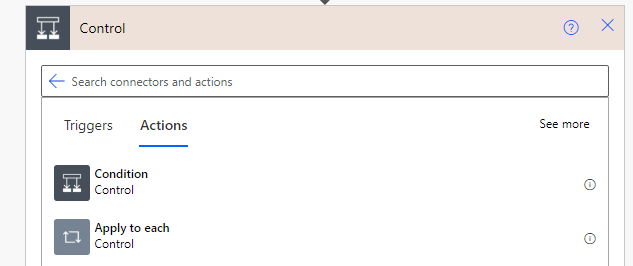 Control
Search connectors and actions
Triggers Actions See more
Condition
Control
Apply to each
Control